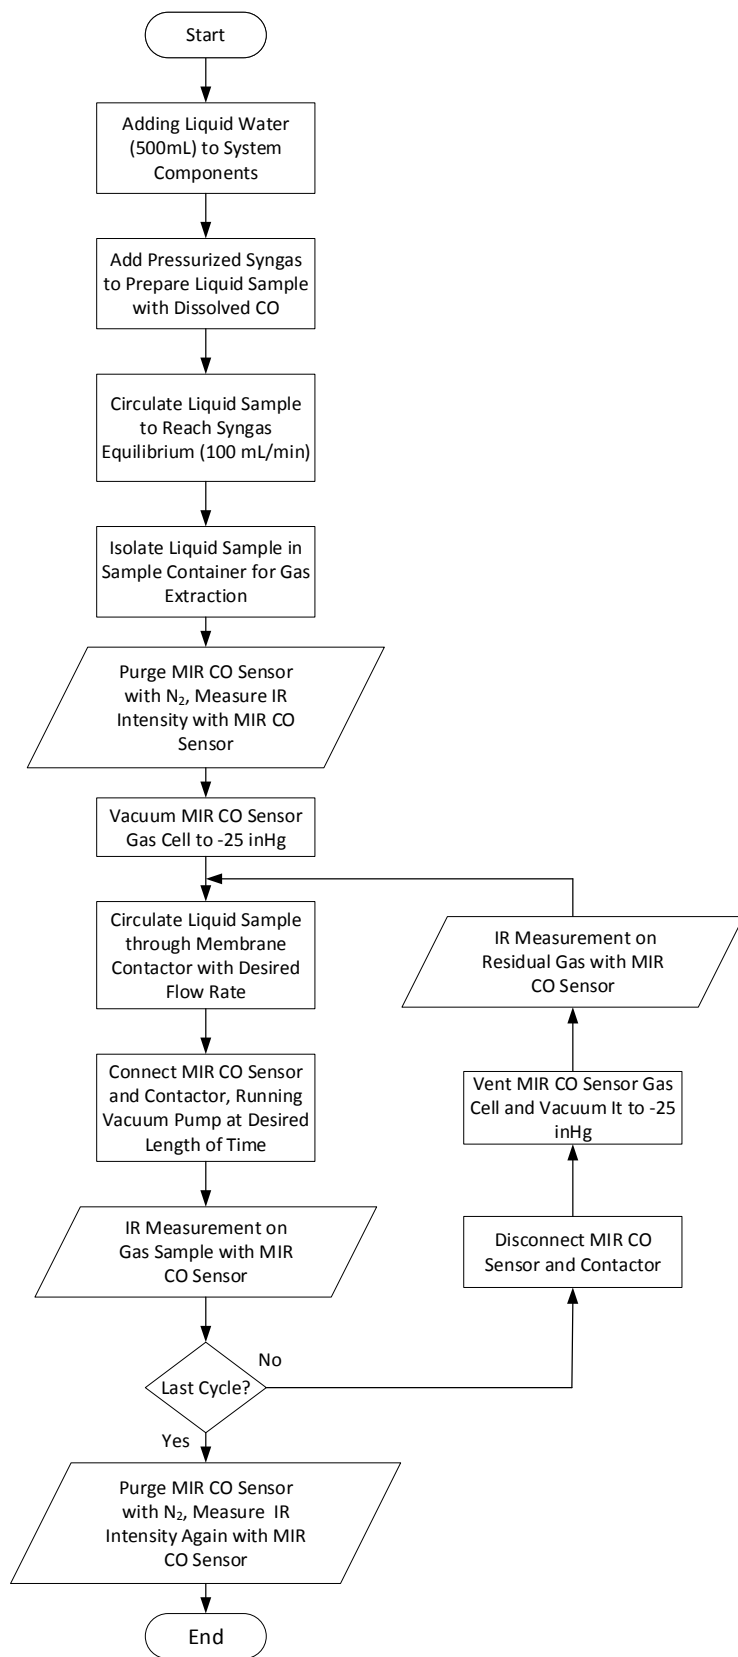 Start
Adding Liquid Water
(500mL) to System
Components
Add Pressurized Syngas
to Prepare Liquid Sample
with Dissolved CO
Circulate Liquid Sample
to Reach Syngas
Equilibrium (100 mL/min)
Isolate Liquid Sample in
Sample Container for Gas
Extraction
Purge MIR CO Sensor
with N₂, Measure IR
Intensity with MIR CO
Sensor
Vacuum MIR CO Sensor
Gas Cell to -25 inHg
Circulate Liquid Sample
through Membrane
Contactor with Desired
Flow Rate
Connect MIR CO Sensor
and Contactor, Running
Vacuum Pump at Desired
Length of Time
IR Measurement on
Gas Sample with MIR
CO Sensor
Last Cycle?
No
Disconnect MIR CO
Sensor and Contactor
Vent MIR CO Sensor Gas
Cell and Vacuum It to -25
inHg
IR Measurement on
Residual Gas with MIR
CO Sensor
Yes
Purge MIR CO Sensor
with N₂, Measure IR
Intensity Again with MIR
CO Sensor
End